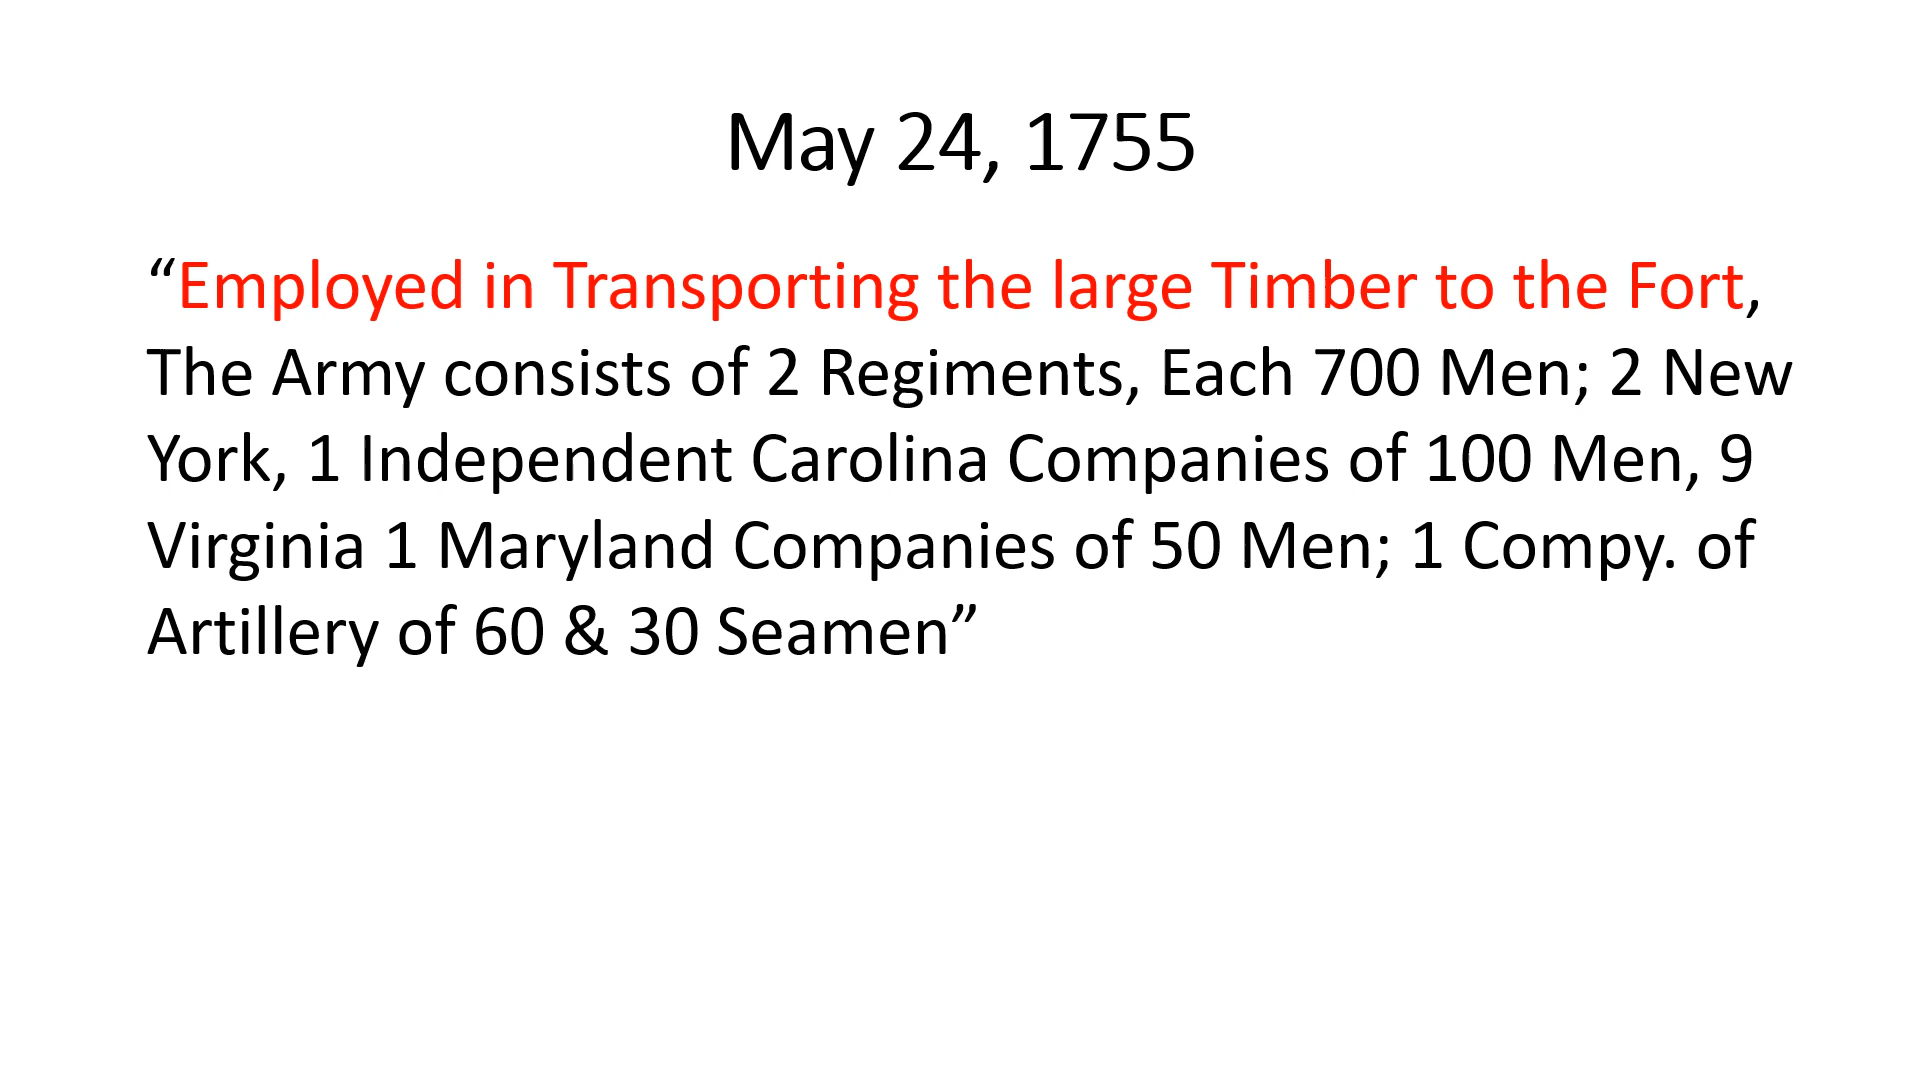 May 24, 1755
“Employed in Transporting the large Timber to the Fort,
The Army consists of 2 Regiments, Each 700 Men; 2 New
York, 1 Independent Carolina Companies of 100 Men, 9
Virginia 1 Maryland Companies of 50 Men; 1 Compy. of
Artillery of 60 & 30 Seamen”